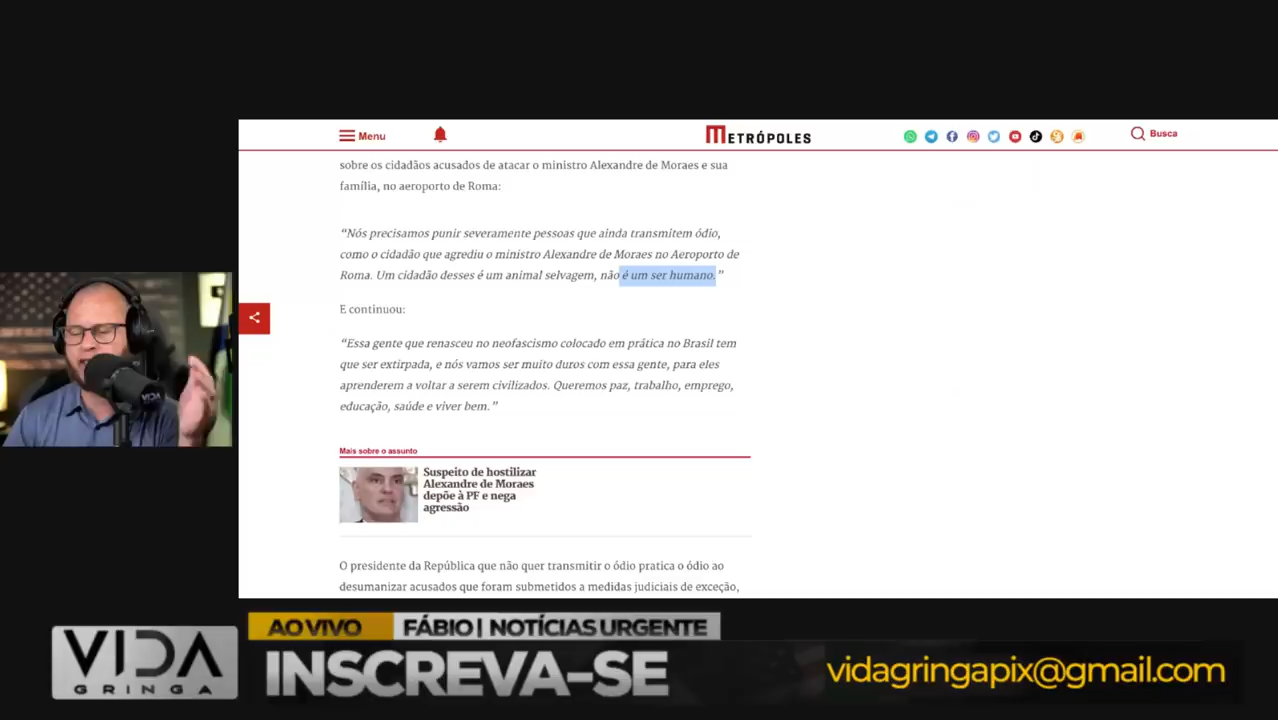 Menu
METRÓPOLES
Busca
sobre os cidadãos acusados de atacar o ministro Alexandre de Moraes e sua
família, no aeroporto de Roma:
“Nós precisamos punir severamente pessoas que ainda transmitem ódio,
como o cidadão que agrediu o ministro Alexandre de Moraes no Aeroporto de
Roma. Um cidadão desses é um animal selvagem, não é um ser humano.”
E continuou:
“Essa gente que renasceu no neofascismo colocado em prática no Brasil tem
que ser extirpada, e nós vamos ser muito duros com essa gente, para eles
aprenderem a voltar a serem civilizados. Queremos paz, trabalho, emprego,
educação, saúde e viver bem.”
Mais sobre o assunto
Suspeito de hostilizar
Alexandre de Moraes
depõe à PF e nega
agressão
O presidente da República que não quer transmitir o ódio pratica o ódio ao
desumanizar acusados que foram submetidos a medidas judiciais de exceção,
VIDA
AO VIVO FÁBIO | NOTÍCIAS URGENTE
VIDA
GRINGA
INSCREVA-SE
vidagringapix@gmail.com